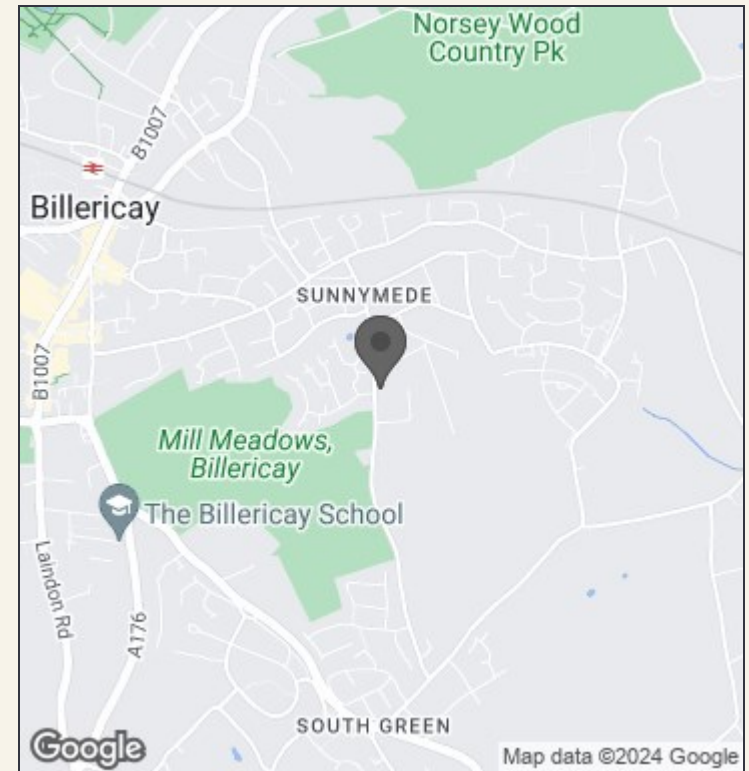 Norsey Wood
Country Pk
B1007
Billericay
SUNNYMEDE
B1007
Mill Meadows,
Billericay
The Billericay School
Laindon Rd
A176
SOUTH GREEN
Google
Map data ©2024 Google